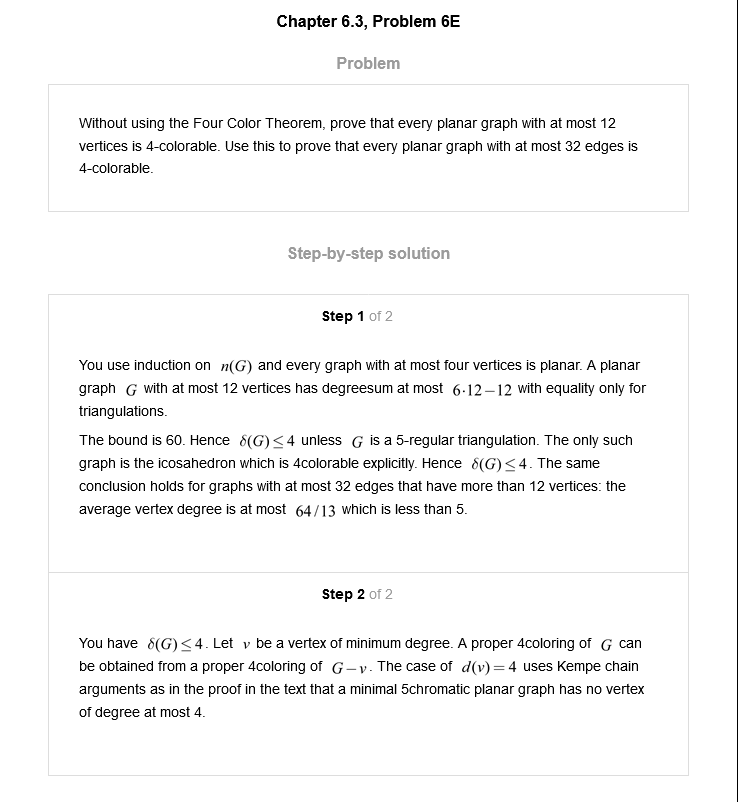 Chapter 6.3, Problem 6E
Problem
Without using the Four Color Theorem, prove that every planar graph with at most 12
vertices is 4-colorable. Use this to prove that every planar graph with at most 32 edges is
4-colorable.
Step-by-step solution
Step 1 of 2
You use induction on n(G) and every graph with at most four vertices is planar. A planar
graph G with at most 12 vertices has degreesum at most 6·12−12 with equality only for
triangulations.
The bound is 60. Hence δ(G)≤4 unless G is a 5-regular triangulation. The only such
graph is the icosahedron which is 4colorable explicitly. Hence δ(G)≤4. The same
conclusion holds for graphs with at most 32 edges that have more than 12 vertices: the
average vertex degree is at most 64/13 which is less than 5.
Step 2 of 2
You have δ(G)≤4. Let v be a vertex of minimum degree. A proper 4coloring of G can
be obtained from a proper 4coloring of G−v. The case of d(v)=4 uses Kempe chain
arguments as in the proof in the text that a minimal 5chromatic planar graph has no vertex
of degree at most 4.